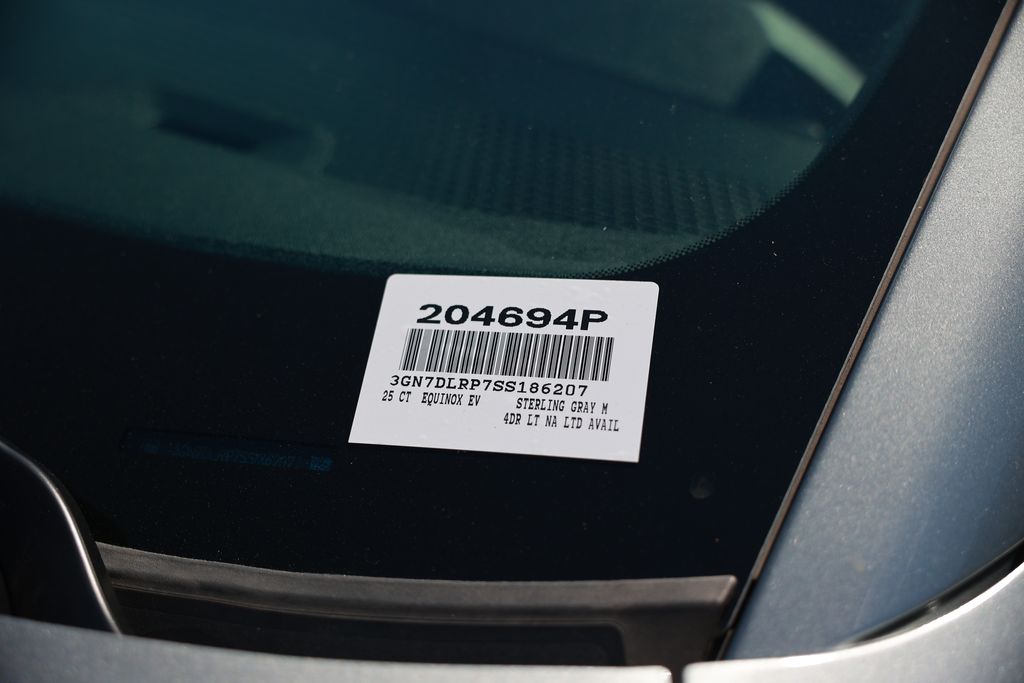 204694P
3GN7DLRP7SS186207
25 CT EQUINOX EV STERLING GRAY M
4DR LT NA LTD AVAIL